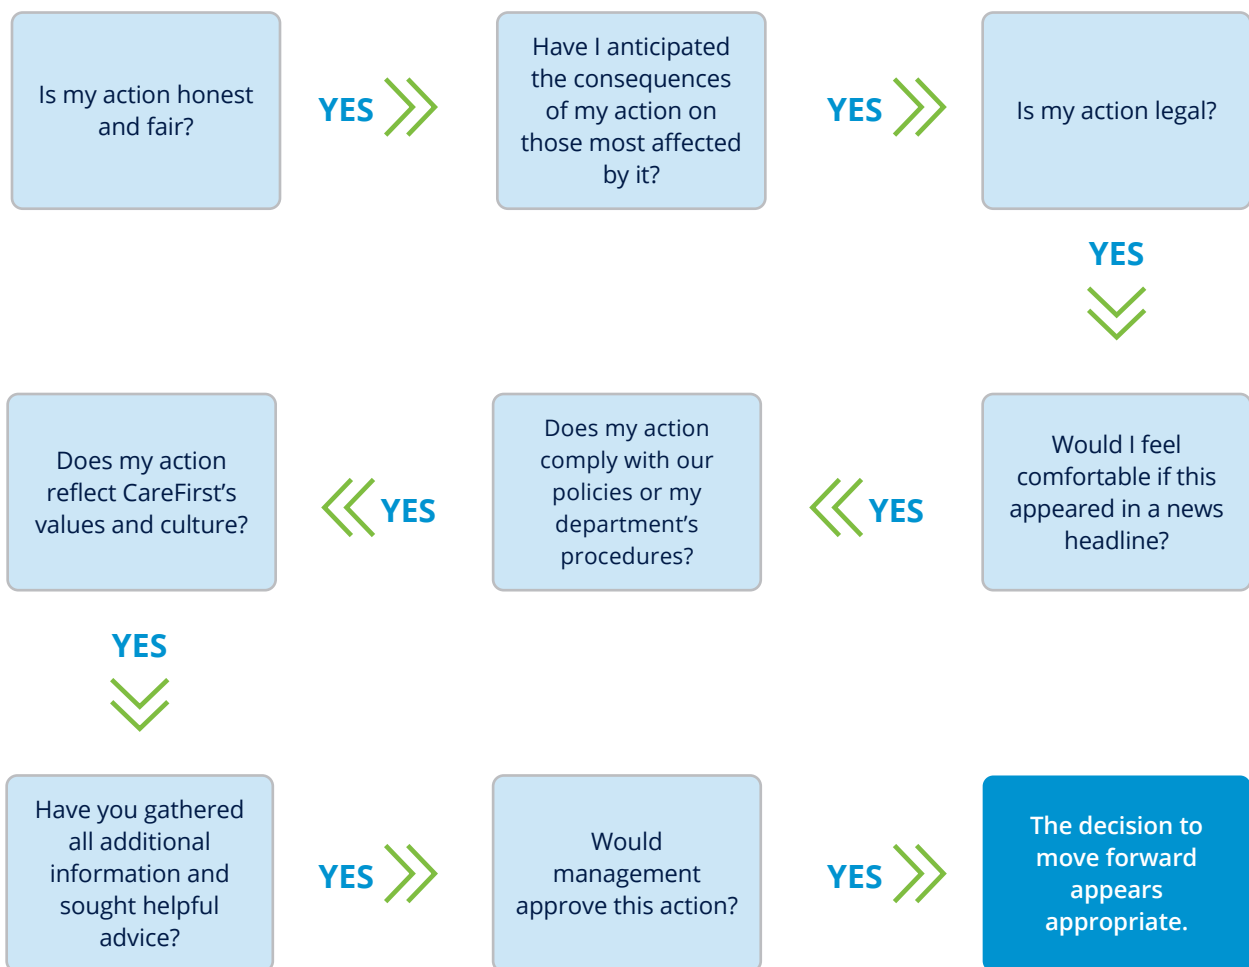 Is my action honest
and fair?
YES
Have I anticipated
the consequences
of my action on
those most affected
by it?
YES
Is my action legal?
YES
Would I feel
comfortable if this
appeared in a news
headline?
YES
Does my action
comply with our
policies or my
department’s
procedures?
YES
Does my action
reflect CareFirst’s
values and culture?
YES
Have you gathered
all additional
information and
sought helpful
advice?
YES
Would
management
approve this action?
YES
The decision to
move forward
appears
appropriate.